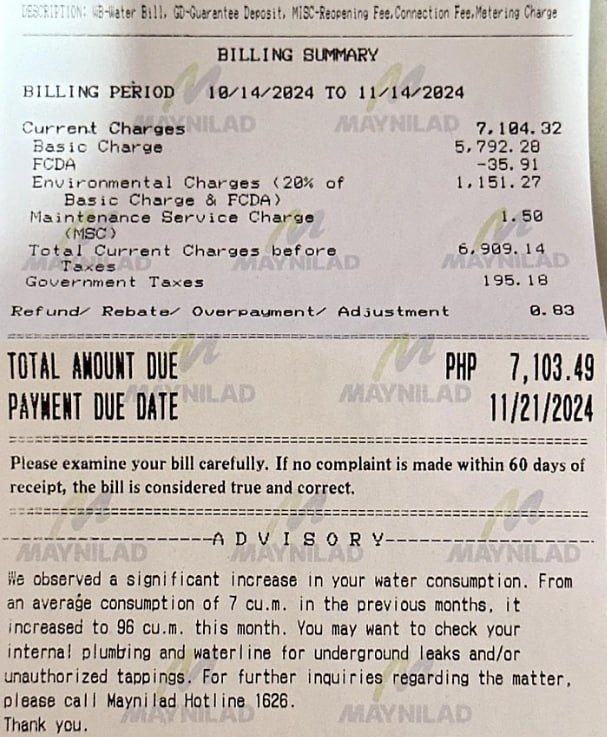 DESCRIPTION: WB-Water Bill, GD-Guarantee Deposit, MISC-Reopening Fee,Connection Fee,Metering Charge
BILLING SUMMARY
BILLING PERIOD 10/14/2024 TO 11/14/2024
Current Charges 7,104.32
Basic Charge 5,792.28
FCDA -35.91
Environmental Charges (20% of 1,151.27
Basic Charge & FCDA)
Maintenance Service Charge 1.50
(MSC)
Total Current Charges before 6,909.14
Taxes
Government Taxes 195.18
Refund/ Rebate/ Overpayment/ Adjustment 0.83
TOTAL AMOUNT DUE PHP 7,103.49
PAYMENT DUE DATE 11/21/2024
Please examine your bill carefully. If no complaint is made within 60 days of
receipt, the bill is considered true and correct.
ADVISORY
We observed a significant increase in your water consumption. From
an average consumption of 7 cu.m. in the previous months, it
increased to 96 cu.m. this month. You may want to check your
internal plumbing and waterline for underground leaks and/or
unauthorized tappings. For further inquiries regarding the matter,
please call Maynilad Hotline 1626.
Thank you.
MAYNILAD